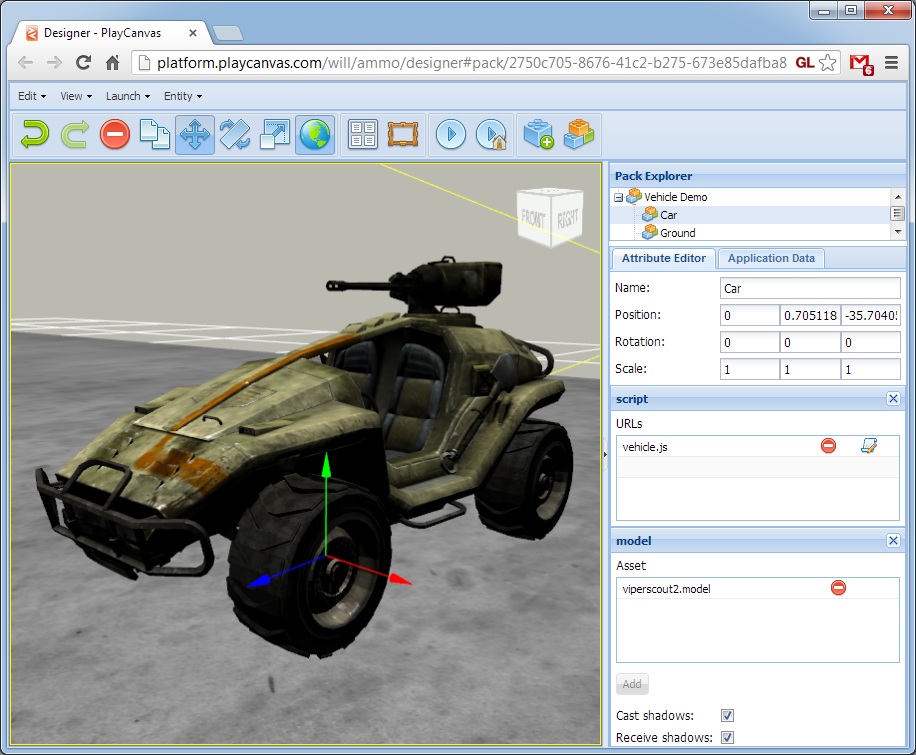 Designer - PlayCanvas
platform.playcanvas.com/will/ammo/designer#pack/2750c705-8676-41c2-b275-673e85dafba8 GL 6
Edit View Launch Entity
FRONT RIGHT
Pack Explorer
Vehicle Demo
Car
Ground
Attribute Editor Application Data
Name: Car
Position: 0 0.705118 -35.7040
Rotation: 0 0 0
Scale: 1 1 1
script
URLs
vehicle.js
model
Asset
viperscout2.model
Add
Cast shadows:
Receive shadows: